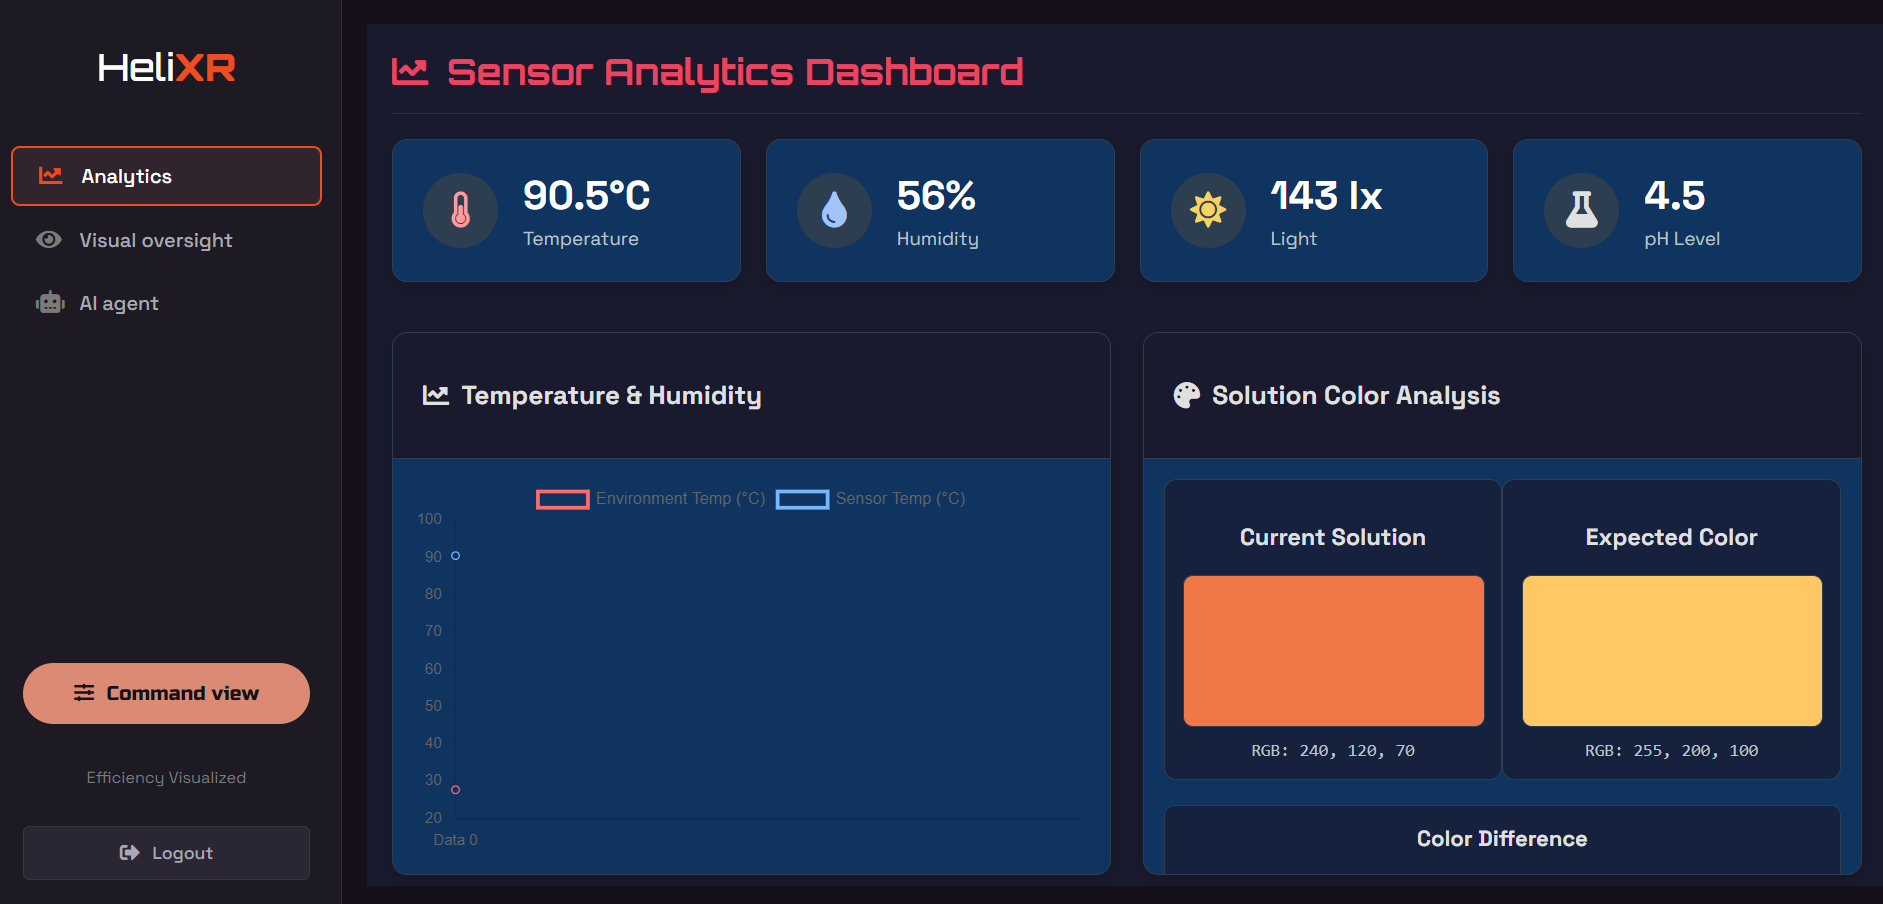 HeliXR
Analytics
Visual oversight
AI agent
Command view
Efficiency Visualized
Logout
Sensor Analytics Dashboard
90.5°C
Temperature
56%
Humidity
143 lx
Light
4.5
pH Level
Temperature & Humidity
Environment Temp (°C) Sensor Temp (°C)
100
90
80
70
60
50
40
30
20
Data 0
Solution Color Analysis
Current Solution
RGB: 240, 120, 70
Expected Color
RGB: 255, 200, 100
Color Difference